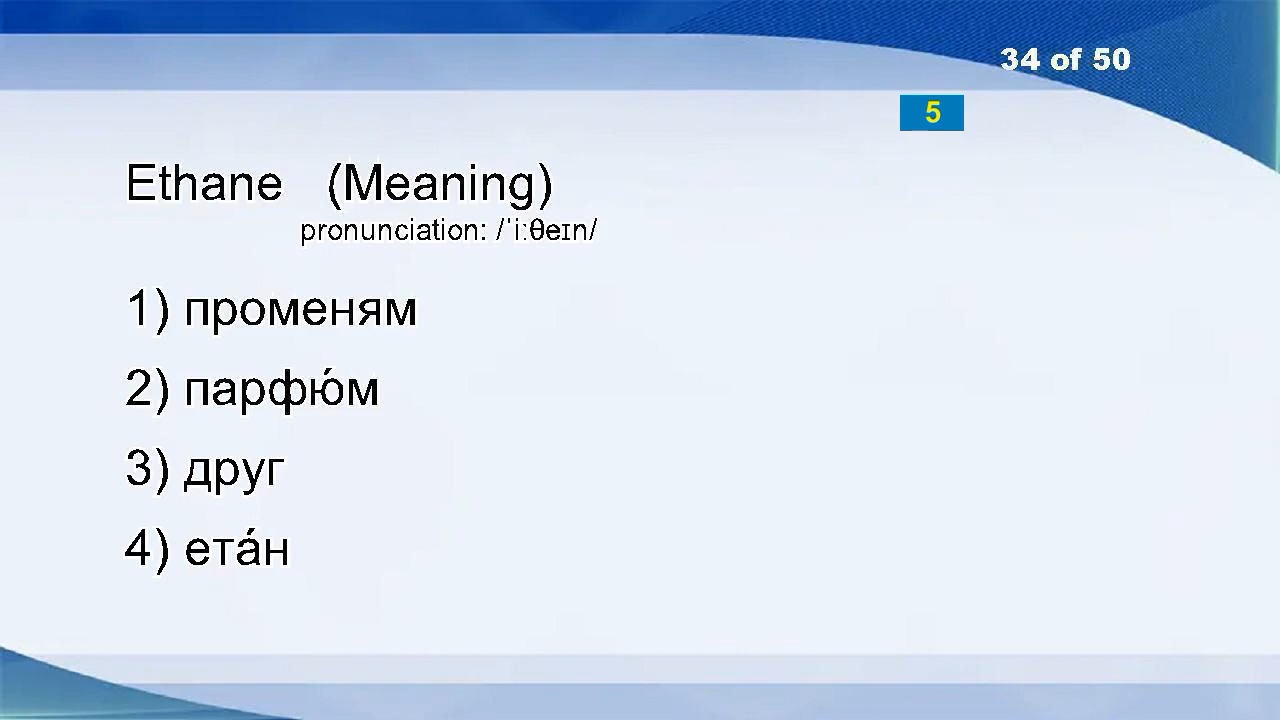 34 of 50
5
Ethane (Meaning)
pronunciation: /ˈiːθeɪn/
1) променям
2) парфю́м
3) друг
4) ета́н